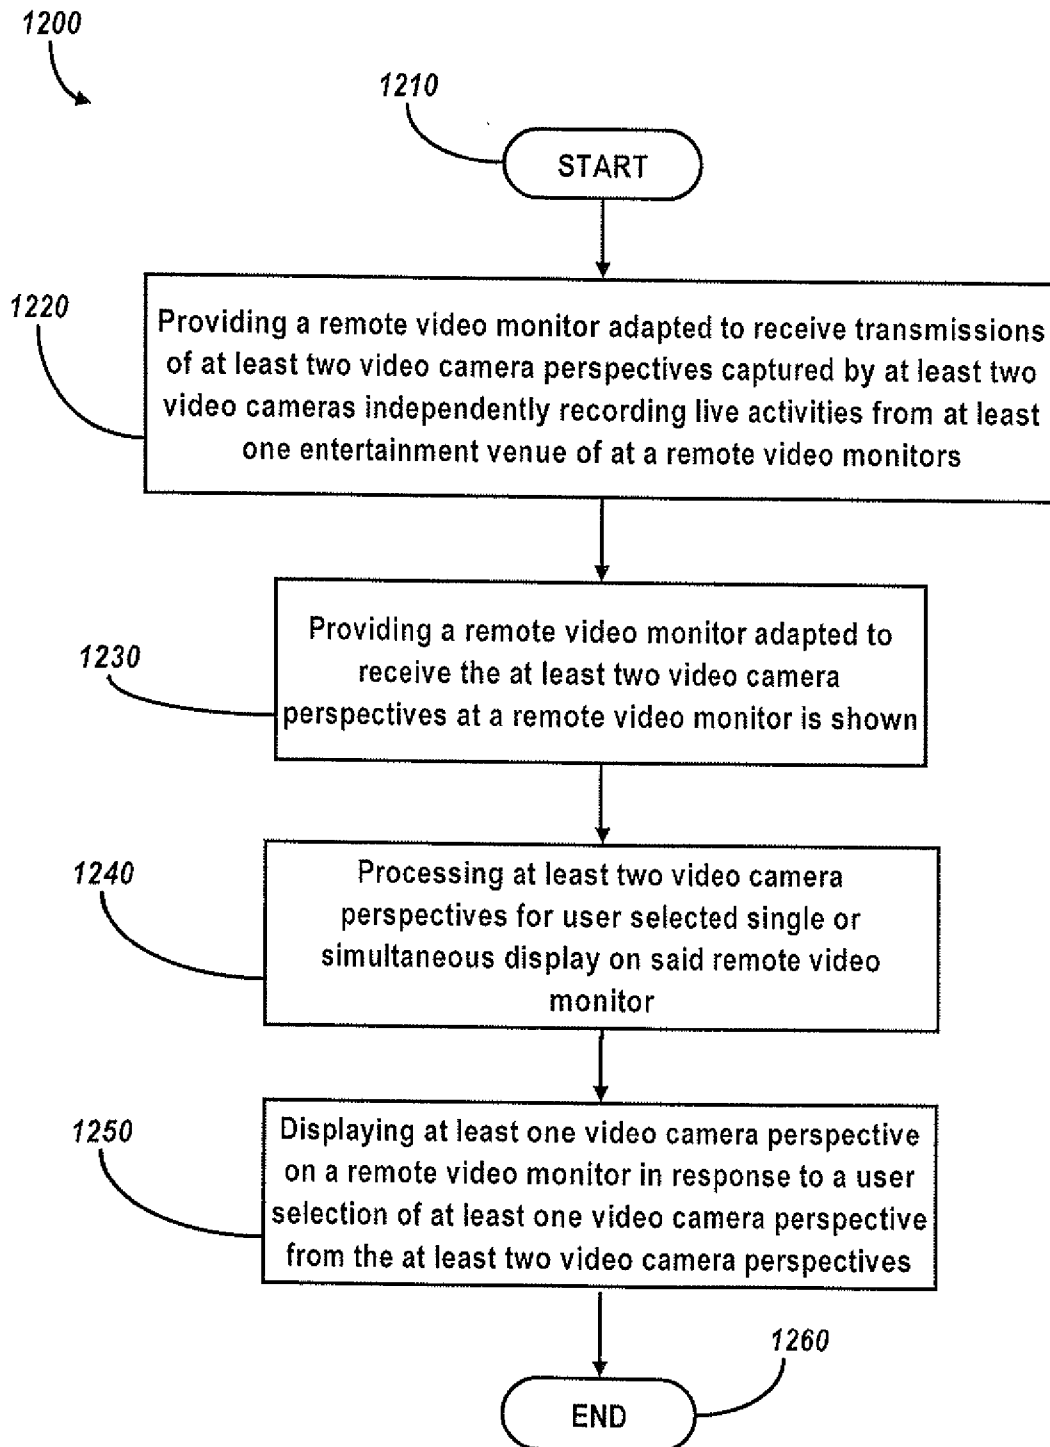 1200
1210
START
1220
Providing a remote video monitor adapted to receive transmissions
of at least two video camera perspectives captured by at least two
video cameras independently recording live activities from at least
one entertainment venue of at a remote video monitors
1230
Providing a remote video monitor adapted to
receive the at least two video camera
perspectives at a remote video monitor is shown
1240
Processing at least two video camera
perspectives for user selected single or
simultaneous display on said remote video
monitor
1250
Displaying at least one video camera perspective
on a remote video monitor in response to a user
selection of at least one video camera perspective
from the at least two video camera perspectives
1260
END